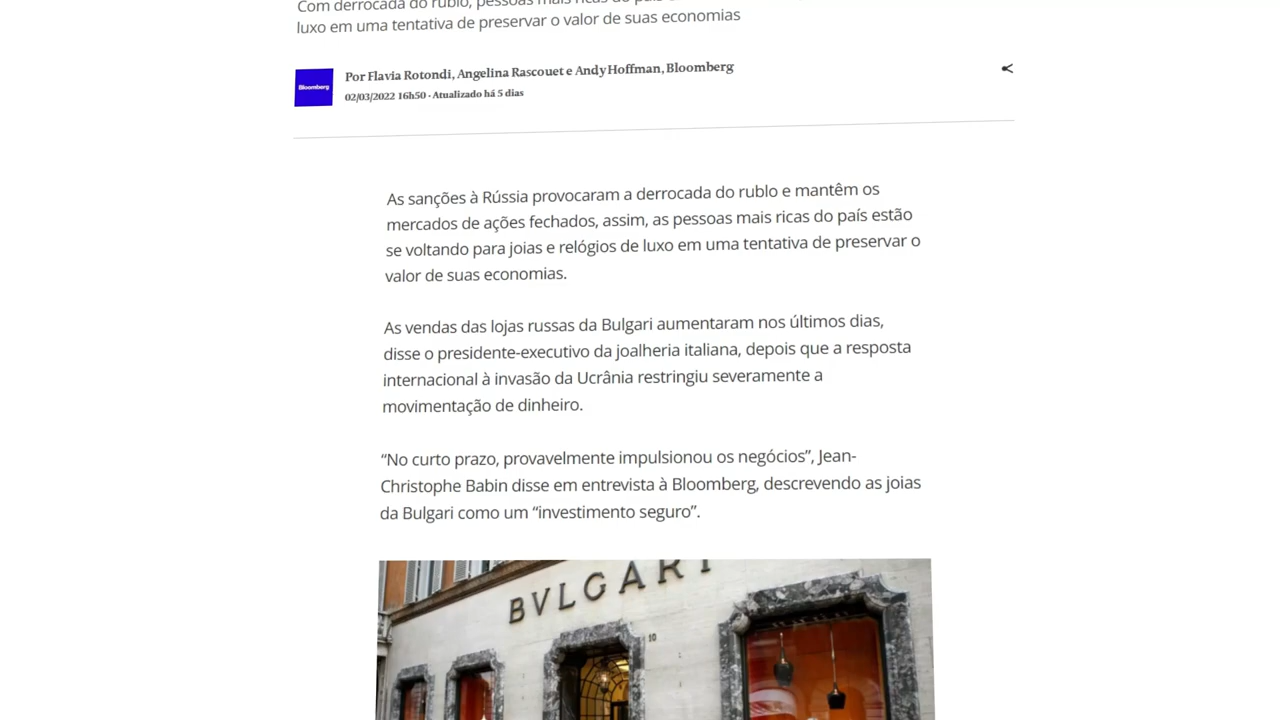 Com derrocada do rublo, pessoas mais ricas do país
luxo em uma tentativa de preservar o valor de suas economias
Bloomberg
Por Flavia Rotondi, Angelina Rascouet e Andy Hoffman, Bloomberg
02/03/2022 16h50 · Atualizado há 5 dias
As sanções à Rússia provocaram a derrocada do rublo e mantêm os
mercados de ações fechados, assim, as pessoas mais ricas do país estão
se voltando para joias e relógios de luxo em uma tentativa de preservar o
valor de suas economias.
As vendas das lojas russas da Bulgari aumentaram nos últimos dias,
disse o presidente-executivo da joalheria italiana, depois que a resposta
internacional à invasão da Ucrânia restringiu severamente a
movimentação de dinheiro.
“No curto prazo, provavelmente impulsionou os negócios”, Jean-
Christophe Babin disse em entrevista à Bloomberg, descrevendo as joias
da Bulgari como um “investimento seguro”.
BVLGARI
10